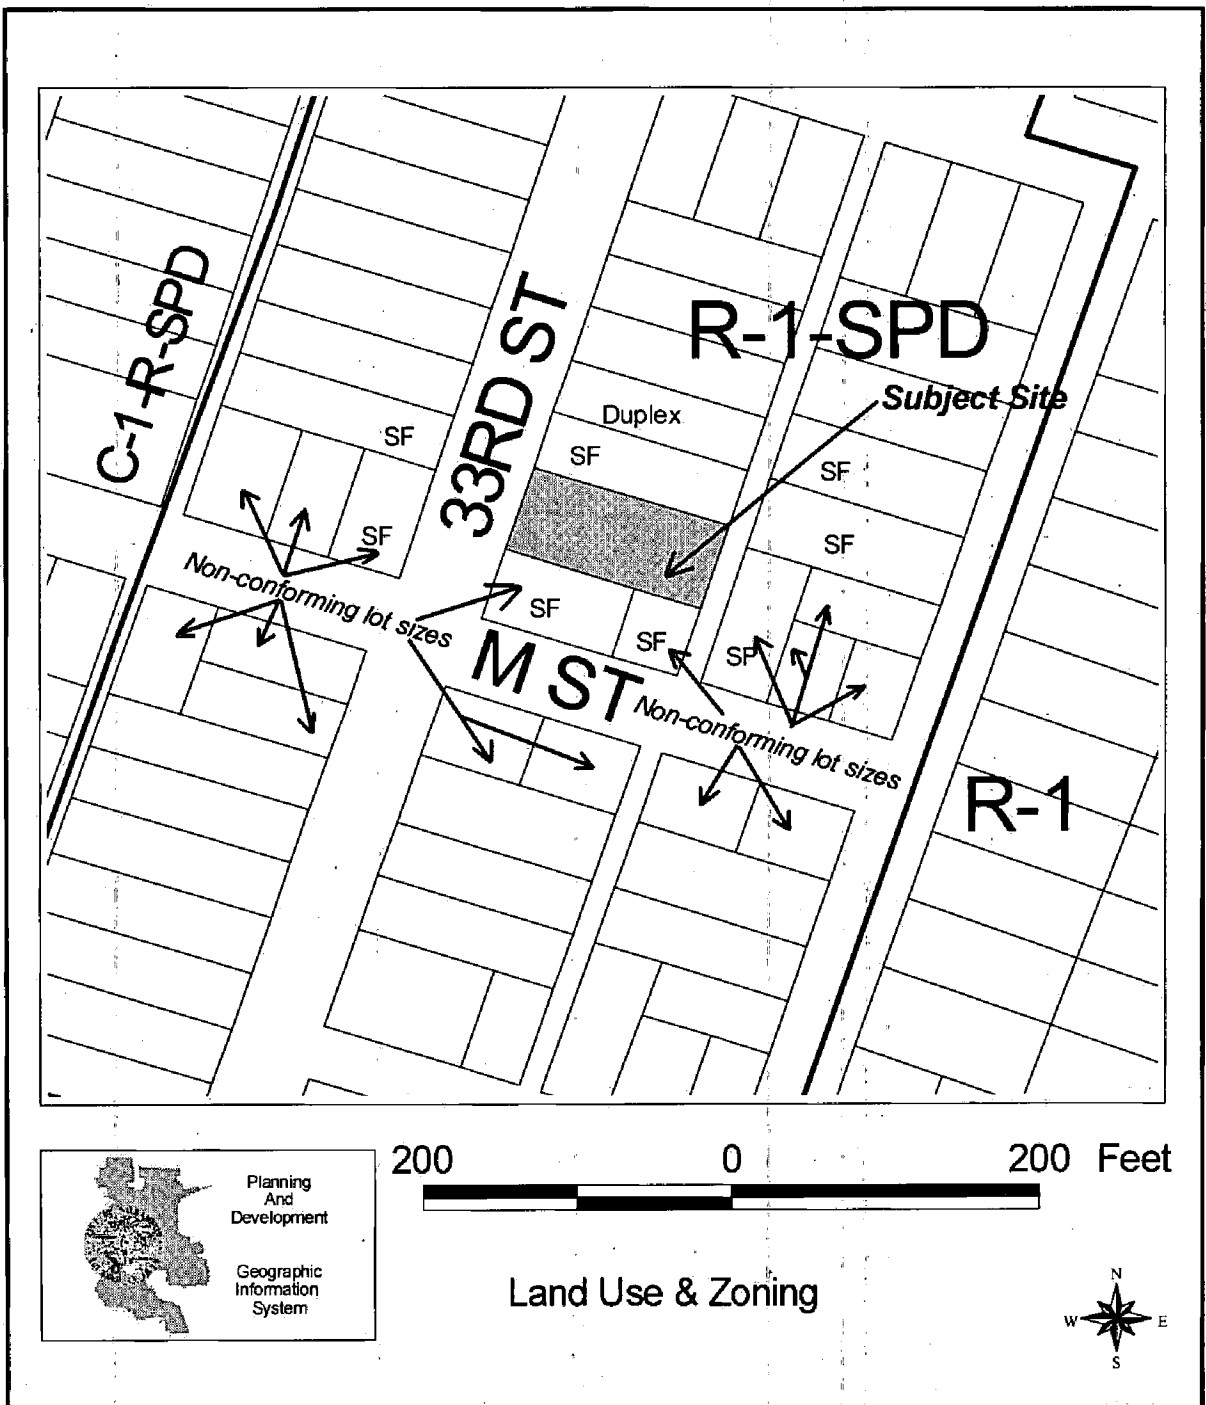 C-1-R-SPD
33RD ST
R-1-SPD
Subject Site
Duplex
SF
SF
SF
SF
SF
Non-conforming lot sizes
SF
SF
SF
M ST
Non-conforming lot sizes
R-1
200 0 200 Feet
Planning
And
Development
Geographic
Information
System
Land Use & Zoning
N
W E
S